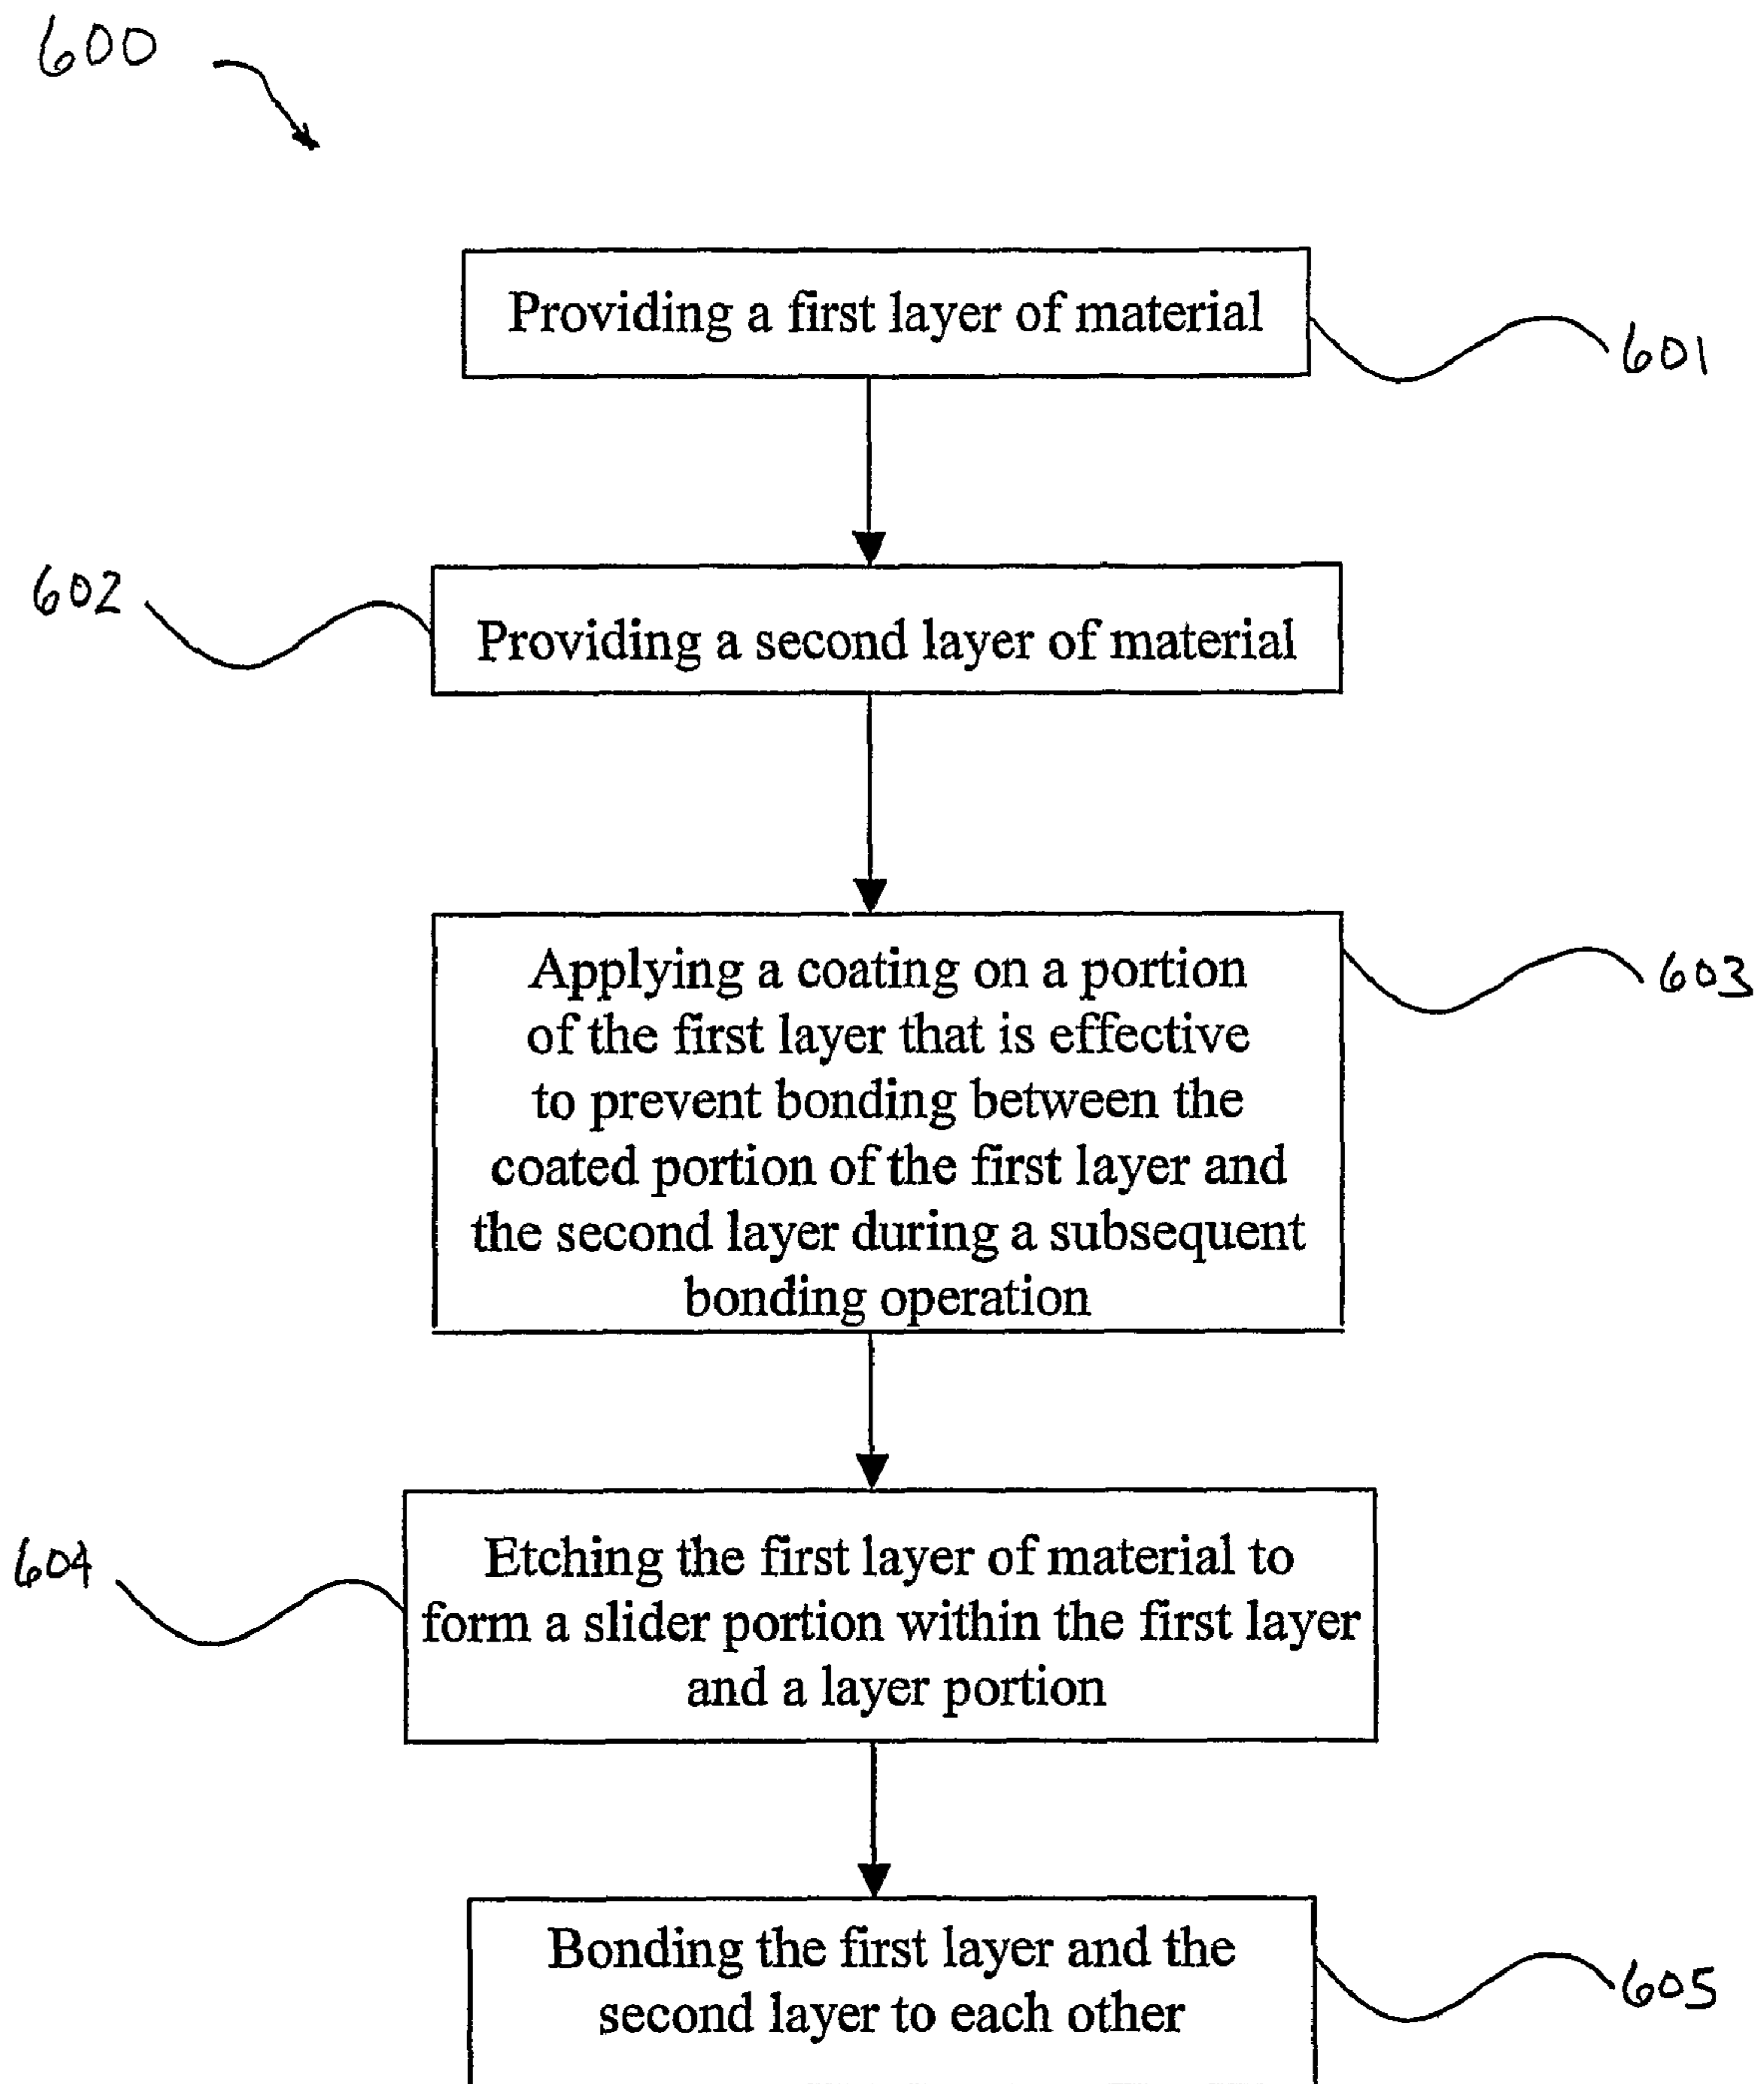 600
Providing a first layer of material
601
602
Providing a second layer of material
Applying a coating on a portion
of the first layer that is effective
to prevent bonding between the
coated portion of the first layer and
the second layer during a subsequent
bonding operation
603
604
Etching the first layer of material to
form a slider portion within the first layer
and a layer portion
Bonding the first layer and the
second layer to each other
605